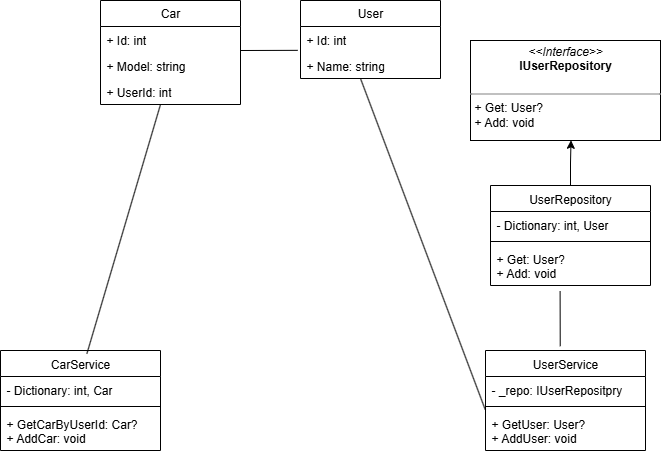 Car
+ Id: int
+ Model: string
+ UserId: int
User
+ Id: int
+ Name: string
<<Interface>>
IUserRepository
+ Get: User?
+ Add: void
UserRepository
- Dictionary: int, User
+ Get: User?
+ Add: void
CarService
- Dictionary: int, Car
+ GetCarByUserId: Car?
+ AddCar: void
UserService
- _repo: IUserRepositpry
+ GetUser: User?
+ AddUser: void